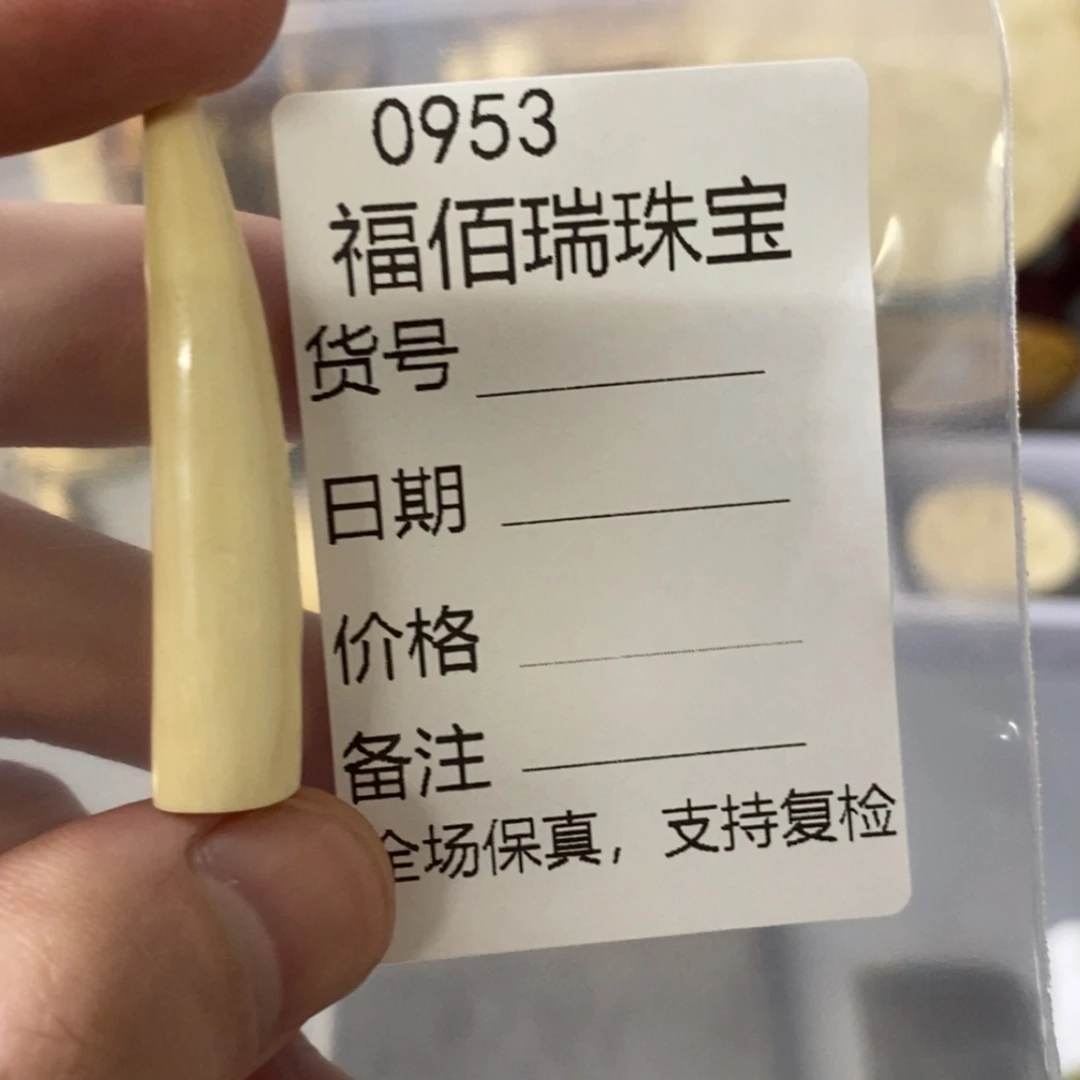 0953
福佰瑞珠宝
货号
日期
价格
备注
全场保真，支持复检